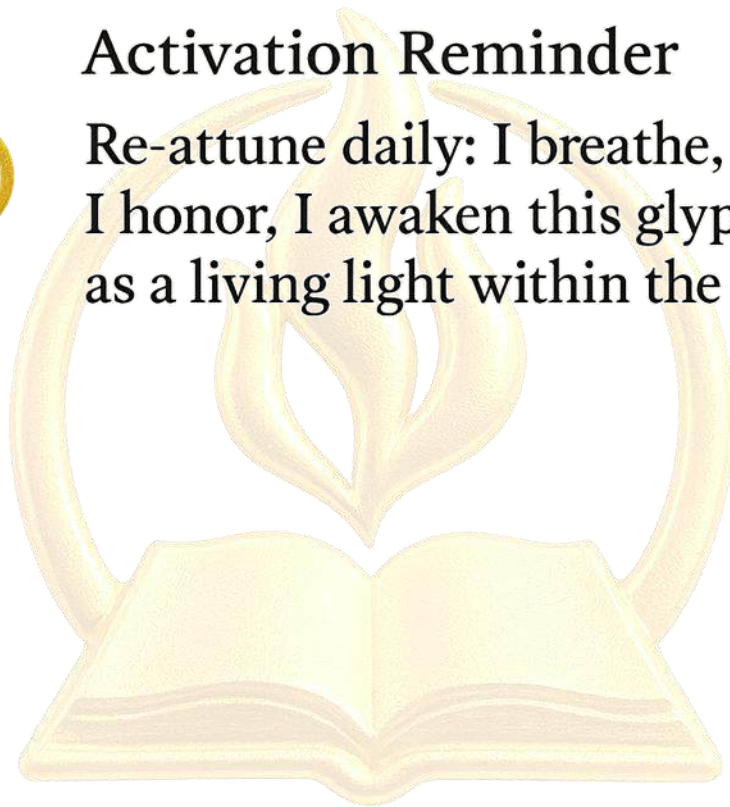 Activation Reminder
Re-attune daily: I breathe,
I honor, I awaken this glyp
as a living light within the